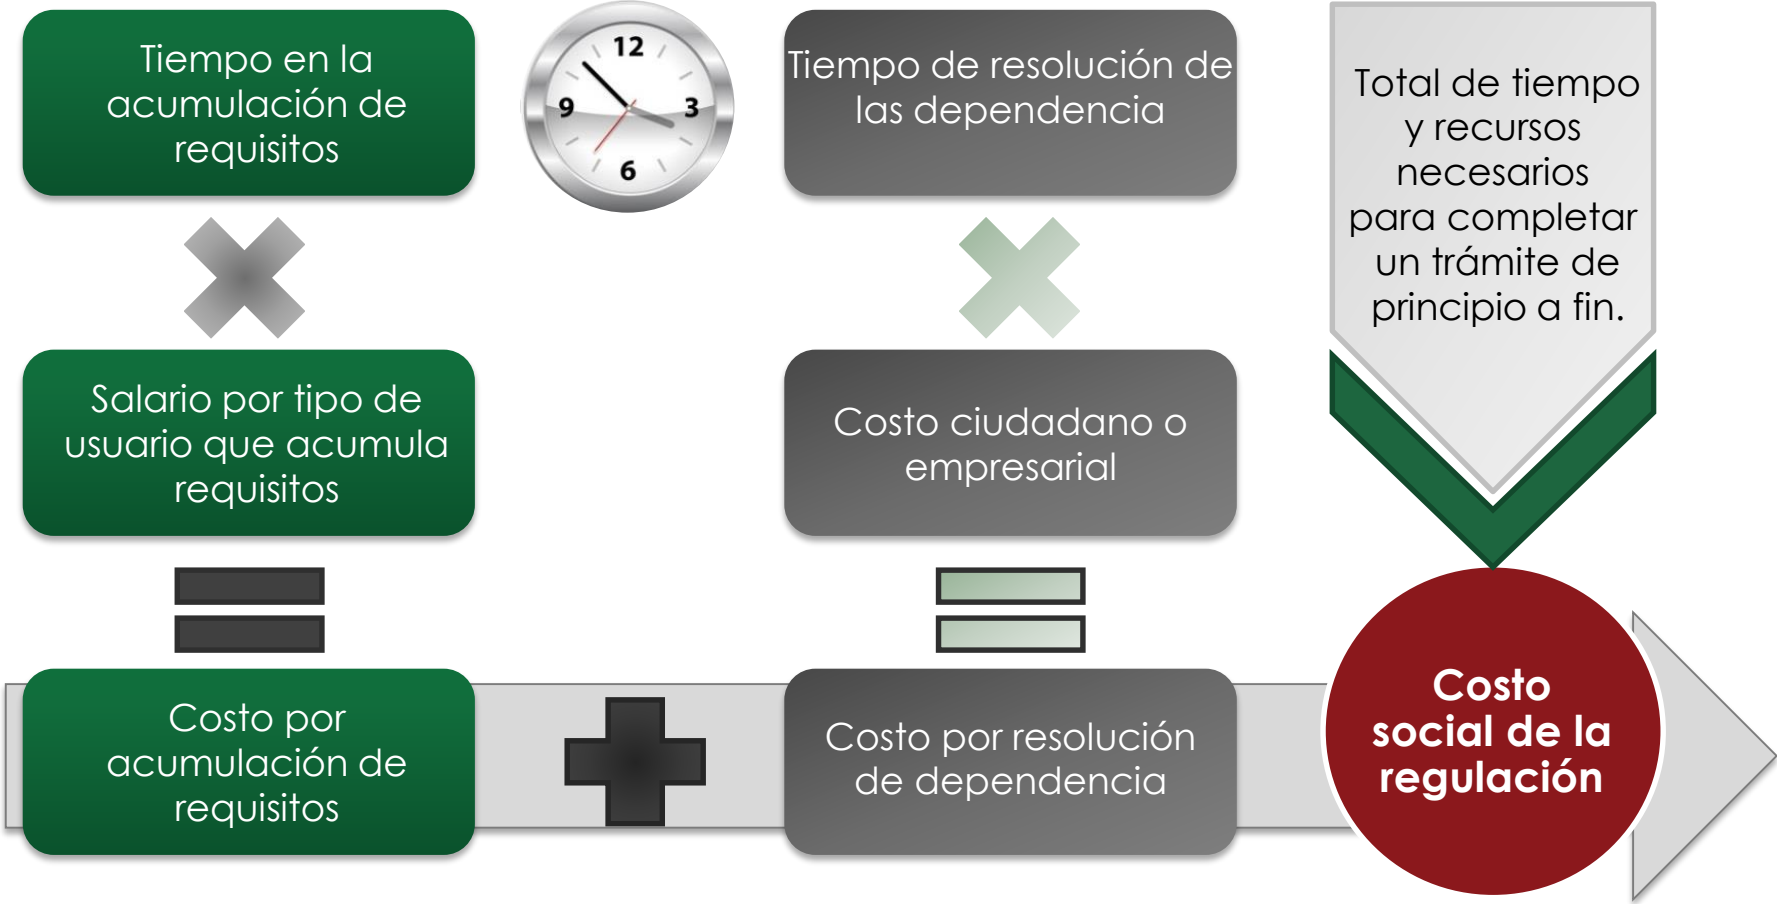 Tiempo en la
acumulación de
requisitos
12
9
3
6
Tiempo de resolución de
las dependencia
Total de tiempo
y recursos
necesarios
para completar
un trámite de
principio a fin.
Salario por tipo de
usuario que acumula
requisitos
Costo ciudadano o
empresarial
Costo por
acumulación de
requisitos
Costo por resolución
de dependencia
Costo
social de la
regulación